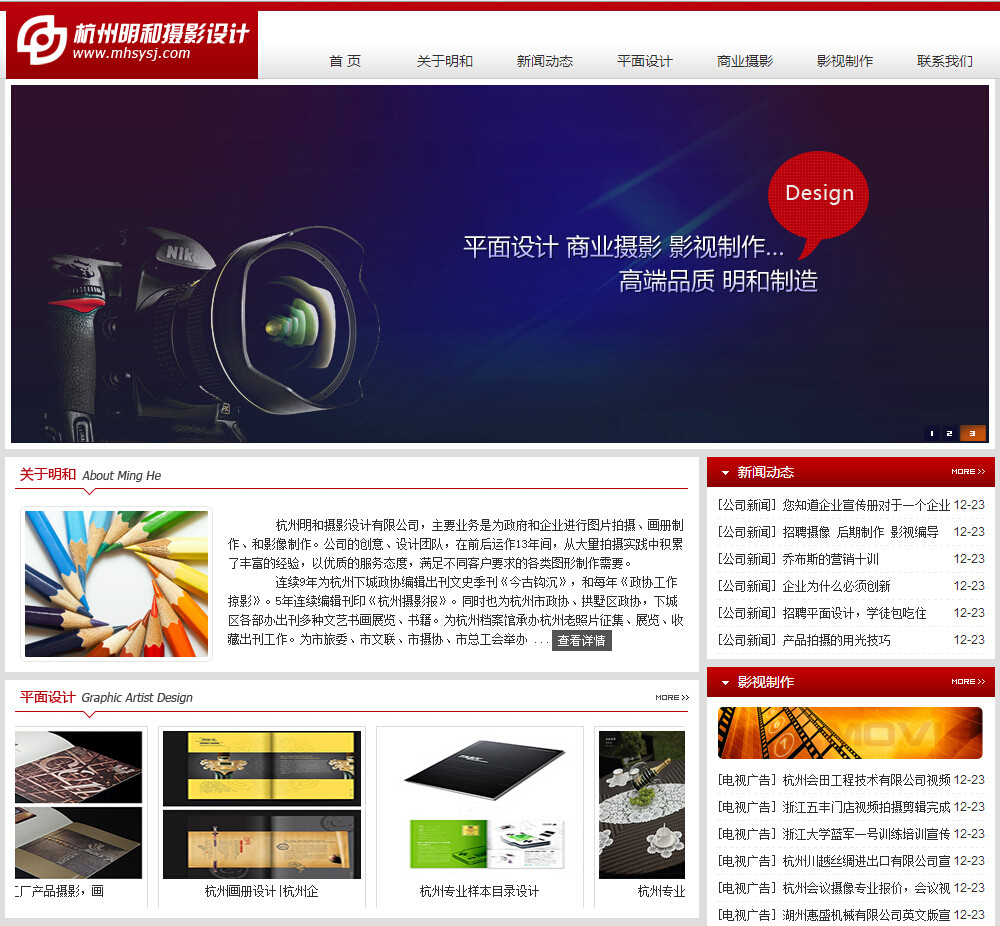 杭州明和摄影设计
www.mhsysj.com
首 页 关于明和 新闻动态 平面设计 商业摄影 影视制作 联系我们
Design
Nikon
平面设计 商业摄影 影视制作...
高端品质 明和制造
1 2 3
关于明和 About Ming He
杭州明和摄影设计有限公司，主要业务是为政府和企业进行图片拍摄、画册制
作、和影像制作。公司的创意、设计团队，在前后运作13年间，从大量拍摄实践中积累
了丰富的经验，以优质的服务态度，满足不同客户要求的各类图形制作需要。
连续9年为杭州下城政协编辑出刊文史季刊《今古钩沉》，和每年《政协工作
掠影》。5年连续编辑刊印《杭州摄影报》。同时也为杭州市政协、拱墅区政协，下城
区各部办出刊多种文艺书画展览、书籍。为杭州档案馆承办杭州老照片征集、展览、收
藏出刊工作。为市旅委、市文联、市摄协、市总工会举办 ... 查看详情
新闻动态 MORE>>
[公司新闻] 您知道企业宣传册对于一个企业 12-23
[公司新闻] 招聘摄像 后期制作 影视编导 12-23
[公司新闻] 乔布斯的营销十训 12-23
[公司新闻] 企业为什么必须创新 12-23
[公司新闻] 招聘平面设计，学徒包吃住 12-23
[公司新闻] 产品拍摄的用光技巧 12-23
平面设计 Graphic Artist Design MORE>>
厂产品摄影，画
杭州画册设计 |杭州企
杭州专业样本目录设计
杭州专业
影视制作 MORE>>
MOVI
[电视广告] 杭州会田工程技术有限公司视频 12-23
[电视广告] 浙江五丰门店视频拍摄剪辑完成 12-23
[电视广告] 浙江大学蓝军一号训练培训宣传 12-23
[电视广告] 杭州川越丝绸进出口有限公司宣 12-23
[电视广告] 杭州会议摄像专业报价，会议视 12-23
[电视广告] 湖州惠盛机械有限公司英文版宣 12-23